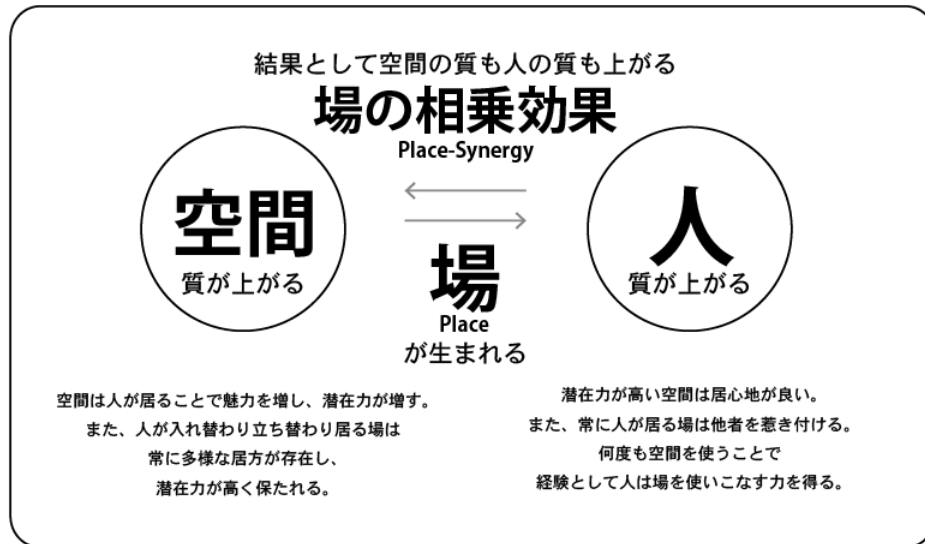 結果として空間の質も人の質も上がる
場の相乗効果
Place-Synergy
空間
質が上がる
場
Place
が生まれる
人
質が上がる
空間は人が居ることで魅力を増し、潜在力が増す。
また、人が入れ替わり立ち替わり居る場は
常に多様な居方が存在し、
潜在力が高く保たれる。
潜在力が高い空間は居心地が良い。
また、常に人が居る場は他者を惹き付ける。
何度も空間を使うことで
経験として人は場を使いこなす力を得る。